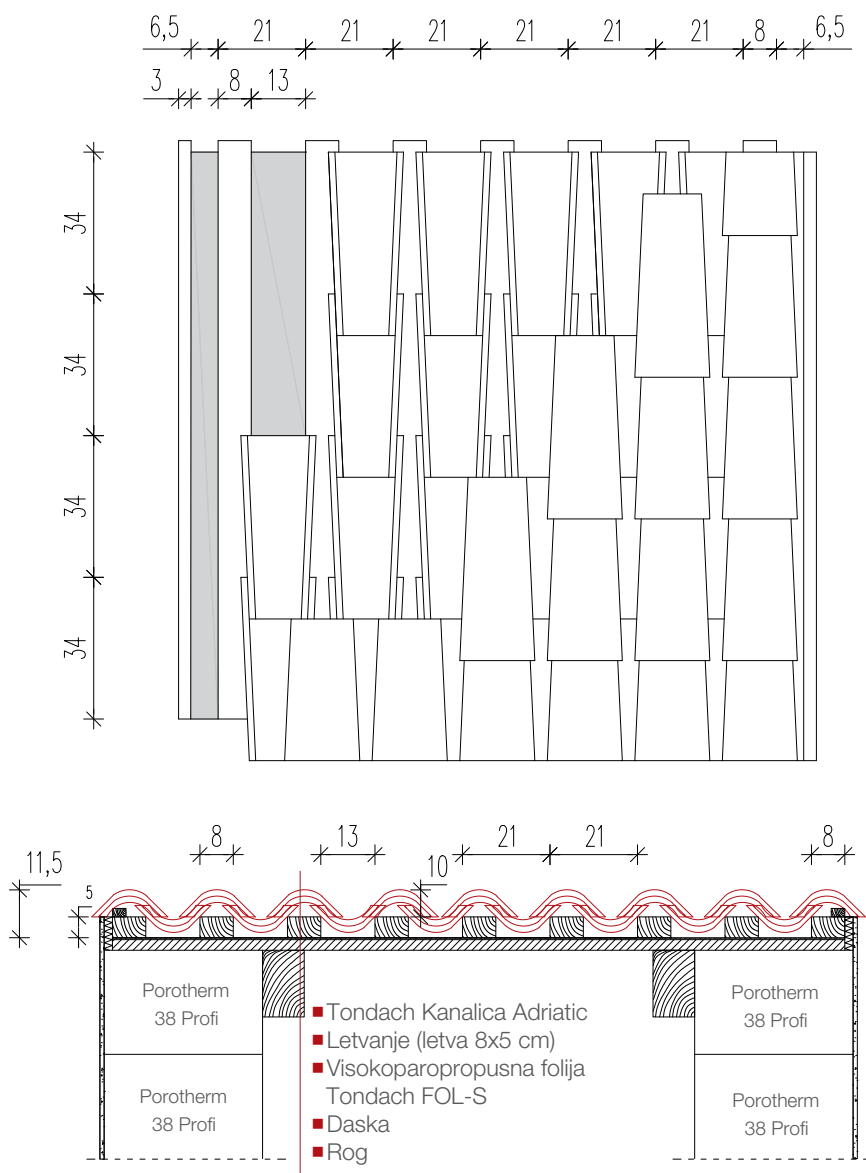 6,5 21 21 21 21 21 8 6,5
3 8 13
34
34
34
34
8 13 21 21 8
11,5 10
5
Porotherm
38 Profi
Porotherm
38 Profi
■ Tondach Kanalica Adriatic
■ Letvanje (letva 8x5 cm)
■ Visokoparopropusna folija
Tondach FOL-S
■ Daska
■ Rog
Porotherm
38 Profi
Porotherm
38 Profi